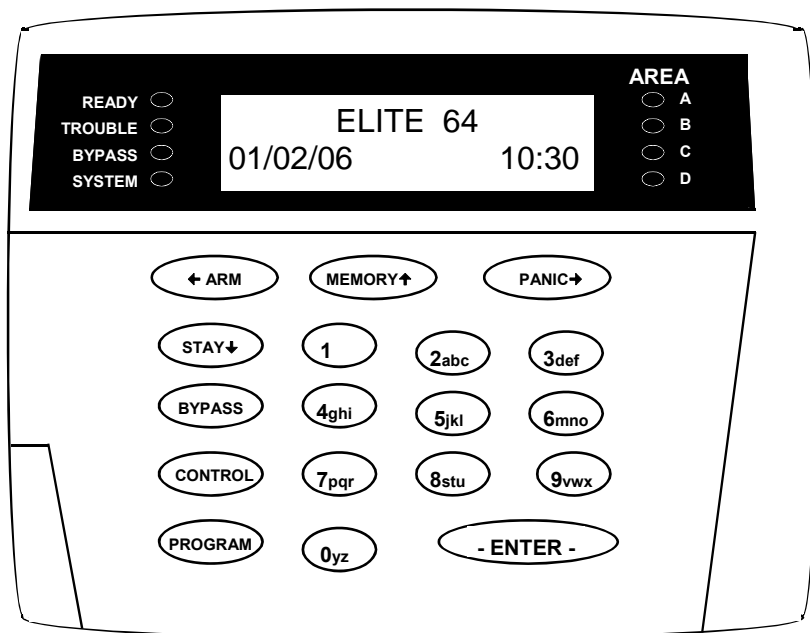 AREA
READY
A
TROUBLE
ELITE 64
B
BYPASS
01/02/06 10:30
C
SYSTEM
D
← ARM
MEMORY↑
PANIC→
STAY↓
1
2abc
3def
BYPASS
4ghi
5jkl
6mno
CONTROL
7pqr
8stu
9vwx
PROGRAM
0yz
- ENTER -